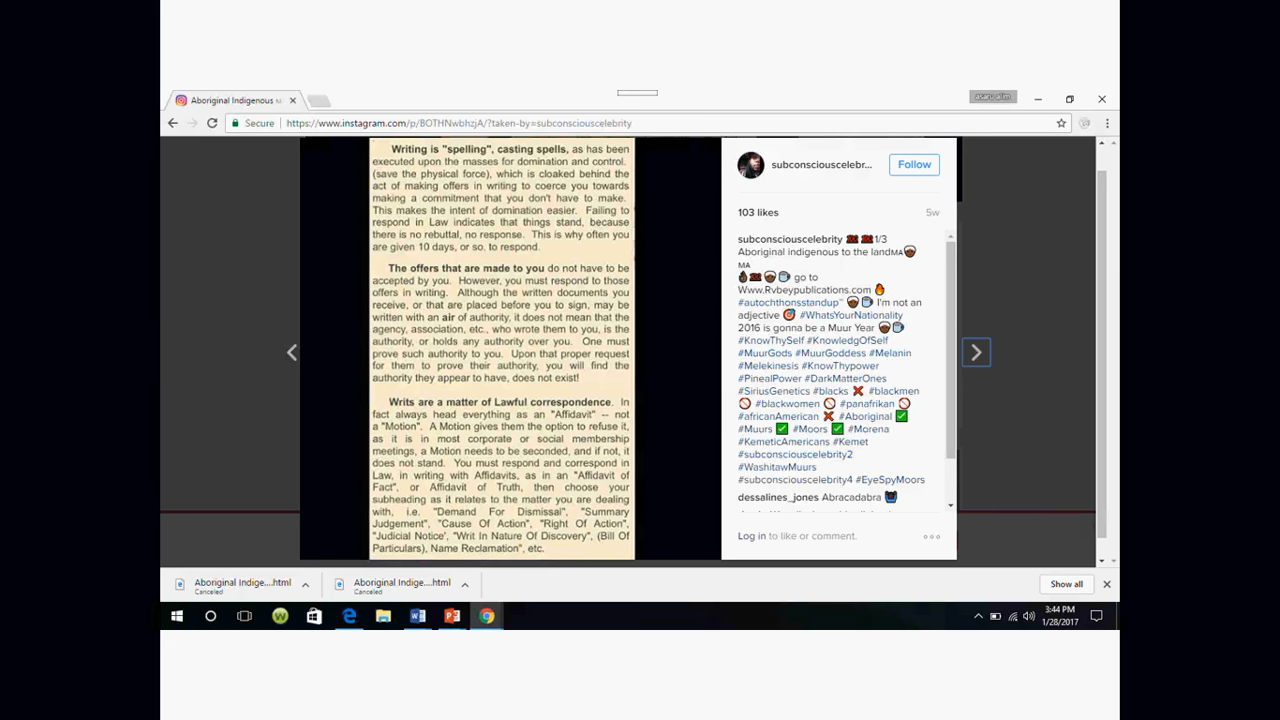 Aboriginal Indigenous M
asaru alim
Secure
https://www.instagram.com/p/BOTHNwbhzjA/?taken-by=subconsciouscelebrity
Writing is "spelling", casting spells, as has been
executed upon the masses for domination and control.
(save the physical force), which is cloaked behind the
act of making offers in writing to coerce you towards
making a commitment that you don't have to make.
This makes the intent of domination easier. Failing to
respond in Law indicates that things stand, because
there is no rebuttal, no response. This is why often you
are given 10 days, or so. to respond.
The offers that are made to you do not have to be
accepted by you. However, you must respond to those
offers in writing. Although the written documents you
receive, or that are placed before you to sign, may be
written with an air of authority, it does not mean that the
agency, association, etc., who wrote them to you, is the
authority, or holds any authority over you. One must
prove such authority to you. Upon that proper request
for them to prove their authority, you will find the
authority they appear to have, does not exist!
Writs are a matter of Lawful correspondence. In
fact always head everything as an "Affidavit" -- not
a "Motion". A Motion gives them the option to refuse it,
as it is in most corporate or social membership
meetings, a Motion needs to be seconded, and if not, it
does not stand. You must respond and correspond in
Law, in writing with Affidavits, as in an "Affidavit of
Fact", or Affidavit of Truth, then choose your
subheading as it relates to the matter you are dealing
with, i.e. "Demand For Dismissal", "Summary
Judgement", "Cause Of Action", "Right Of Action",
"Judicial Notice', "Writ In Nature Of Discovery", (Bill Of
Particulars), Name Reclamation", etc.
subconsciouscelebr...
Follow
103 likes
5w
subconsciouscelebrity 1/3
Aboriginal indigenous to the landMA
MA
go to
Www.Rvbeypublications.com
#autochthonsstandup~ I'm not an
adjective #WhatsYourNationality
2016 is gonna be a Muur Year
#KnowThySelf #KnowledgOfSelf
#MuurGods #MuurGoddess #Melanin
#Melekinesis #KnowThypower
#PinealPower #DarkMatterOnes
#SiriusGenetics #blacks ❌ #blackmen
🚫 #blackwomen 🚫 #panafrikan 🚫
#africanAmerican ❌ #Aboriginal ✅
#Muurs ✅ #Moors ✅ #Morena
#KemeticAmericans #Kemet
#subconsciouscelebrity2
#WashitawMuurs
#subconsciouscelebrity4 #EyeSpyMoors
dessalines_jones Abracadabra
Log in to like or comment.
Aboriginal Indige....html
Canceled
Aboriginal Indige....html
Canceled
Show all
3:44 PM
1/28/2017